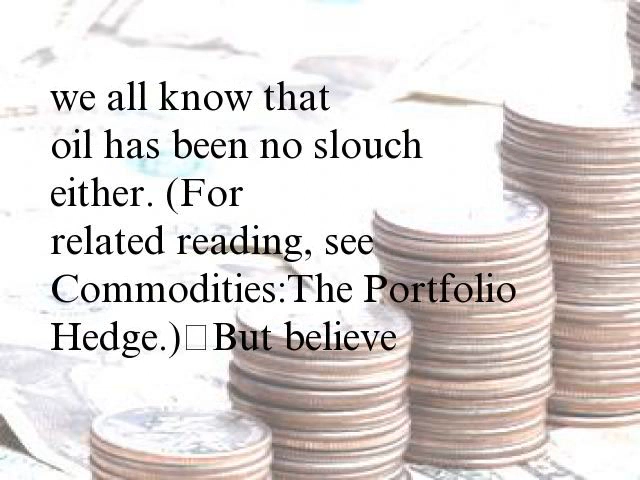 we all know that
oil has been no slouch
either. (For
related reading, see
Commodities:The Portfolio
Hedge.)□But believe